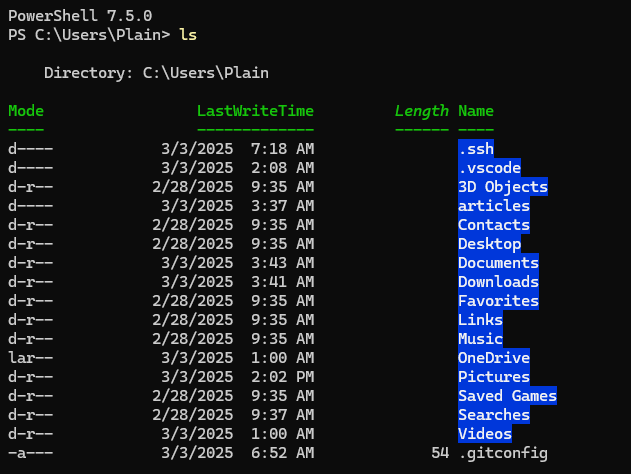 PowerShell 7.5.0
PS C:\Users\Plain> ls
Directory: C:\Users\Plain
Mode                 LastWriteTime         Length Name
----                 -------------         ------ ----
d----            3/3/2025  7:18 AM                .ssh
d----            3/3/2025  2:08 AM                .vscode
d-r--           2/28/2025  9:35 AM                3D Objects
d----            3/3/2025  3:37 AM                articles
d-r--           2/28/2025  9:35 AM                Contacts
d-r--           2/28/2025  9:35 AM                Desktop
d-r--            3/3/2025  3:43 AM                Documents
d-r--            3/3/2025  3:41 AM                Downloads
d-r--           2/28/2025  9:35 AM                Favorites
d-r--           2/28/2025  9:35 AM                Links
d-r--           2/28/2025  9:35 AM                Music
lar--            3/3/2025  1:00 AM                OneDrive
d-r--            3/3/2025  2:02 PM                Pictures
d-r--           2/28/2025  9:35 AM                Saved Games
d-r--           2/28/2025  9:37 AM                Searches
d-r--            3/3/2025  1:00 AM                Videos
-a---            3/3/2025  6:52 AM             54 .gitconfig